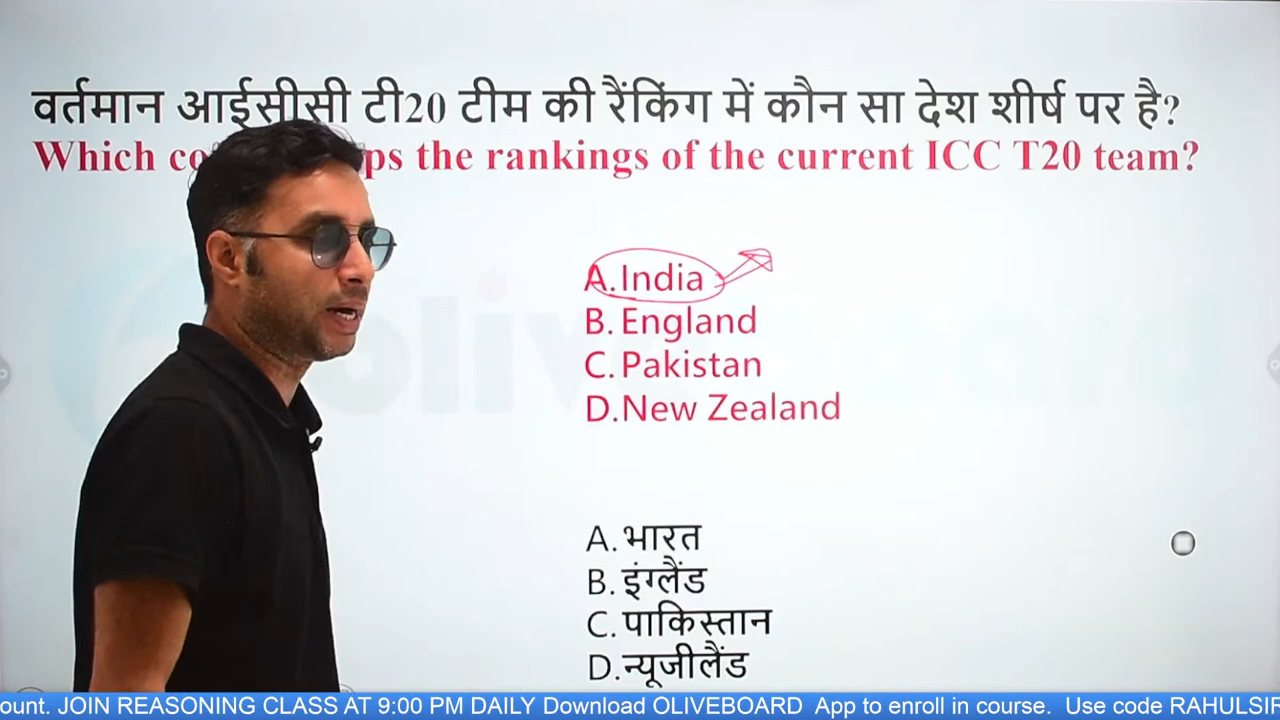 वर्तमान आईसीसी टी20 टीम की रैंकिंग में कौन सा देश शीर्ष पर है?
Which co ps the rankings of the current ICC T20 team?
A. India
B. England
C. Pakistan
D. New Zealand
A. भारत
B. इंग्लैंड
C. पाकिस्तान
D. न्यूजीलैंड
ount. JOIN REASONING CLASS AT 9:00 PM DAILY Download OLIVEBOARD App to enroll in course. Use code RAHULSIR